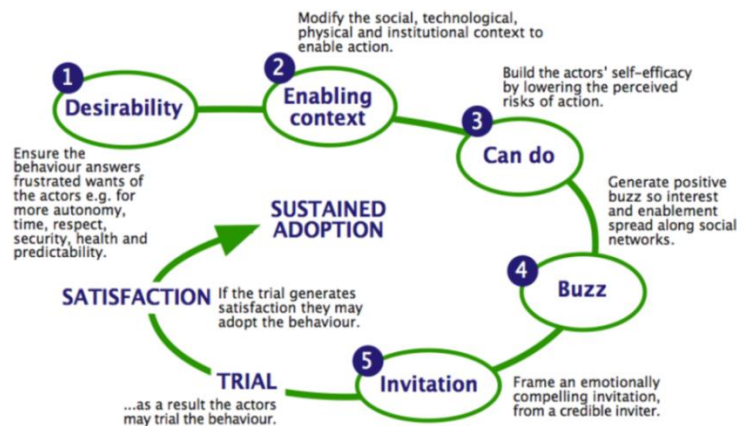 1
Desirability
Ensure the
behaviour answers
frustrated wants of
the actors e.g. for
more autonomy,
time, respect,
security, health and
predictability.
2
Enabling
context
Modify the social, technological,
physical and institutional context to
enable action.
3
Can do
Build the actors' self-efficacy
by lowering the perceived
risks of action.
4
Buzz
Generate positive
buzz so interest
and enablement
spread along social
networks.
5
Invitation
Frame an emotionally
compelling invitation,
from a credible inviter.
TRIAL
...as a result the actors
may trial the behaviour.
SATISFACTION
If the trial generates
satisfaction they may
adopt the behaviour.
SUSTAINED
ADOPTION